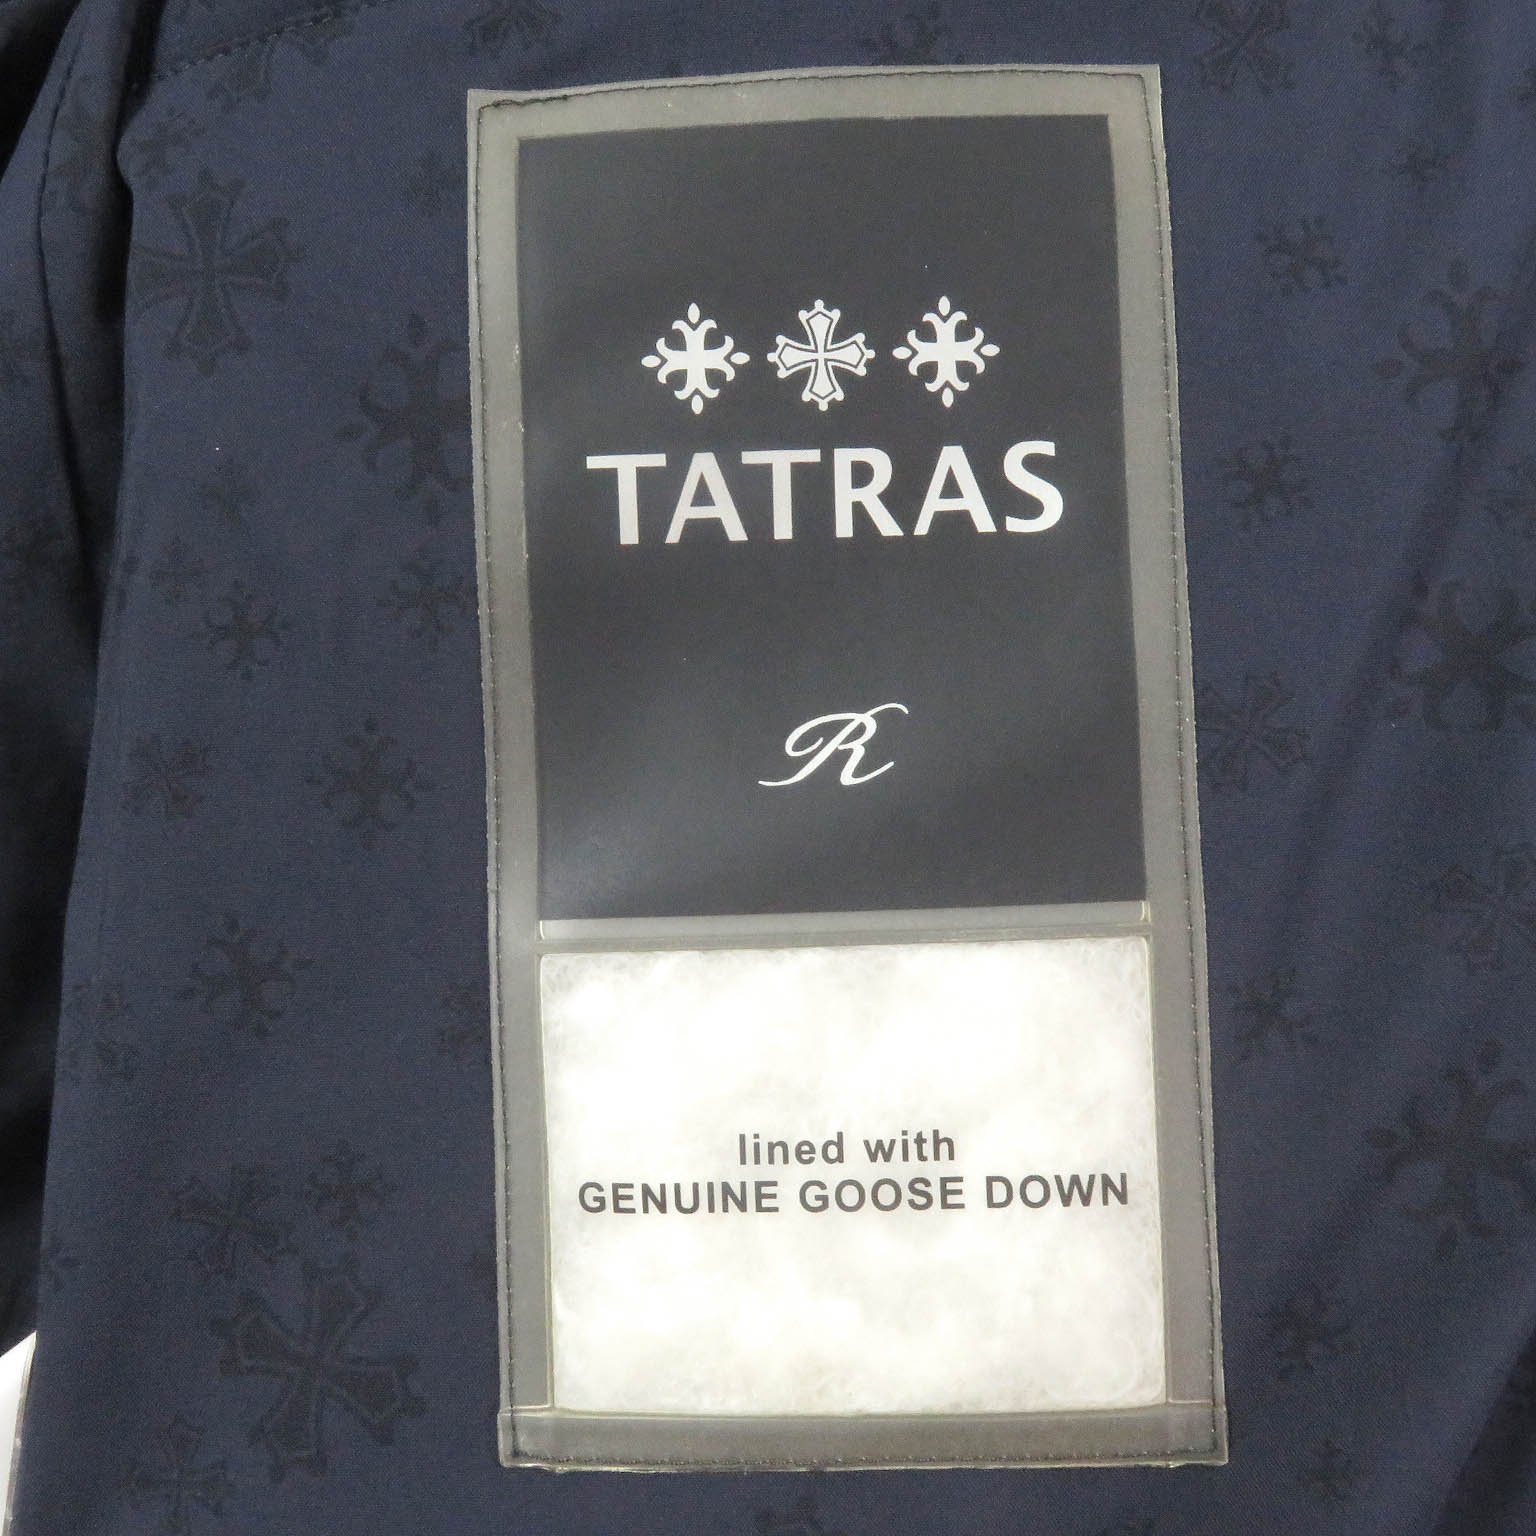 TATRAS
R
lined with
GENUINE GOOSE DOWN